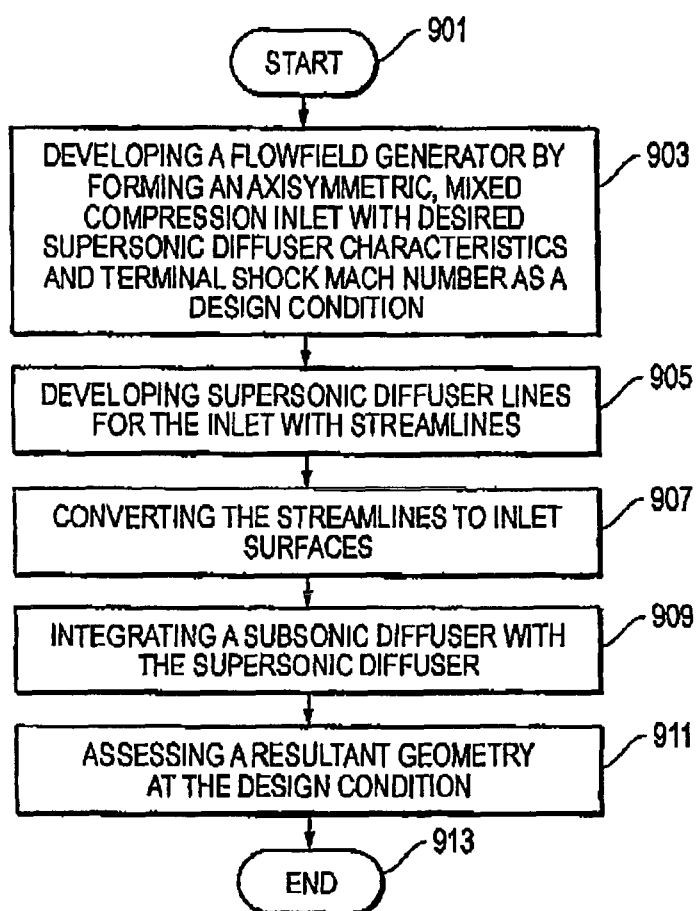 START
901
DEVELOPING A FLOWFIELD GENERATOR BY
FORMING AN AXISYMMETRIC, MIXED
COMPRESSION INLET WITH DESIRED
SUPERSONIC DIFFUSER CHARACTERISTICS
AND TERMINAL SHOCK MACH NUMBER AS A
DESIGN CONDITION
903
DEVELOPING SUPERSONIC DIFFUSER LINES
FOR THE INLET WITH STREAMLINES
905
CONVERTING THE STREAMLINES TO INLET
SURFACES
907
INTEGRATING A SUBSONIC DIFFUSER WITH
THE SUPERSONIC DIFFUSER
909
ASSESSING A RESULTANT GEOMETRY
AT THE DESIGN CONDITION
911
END
913